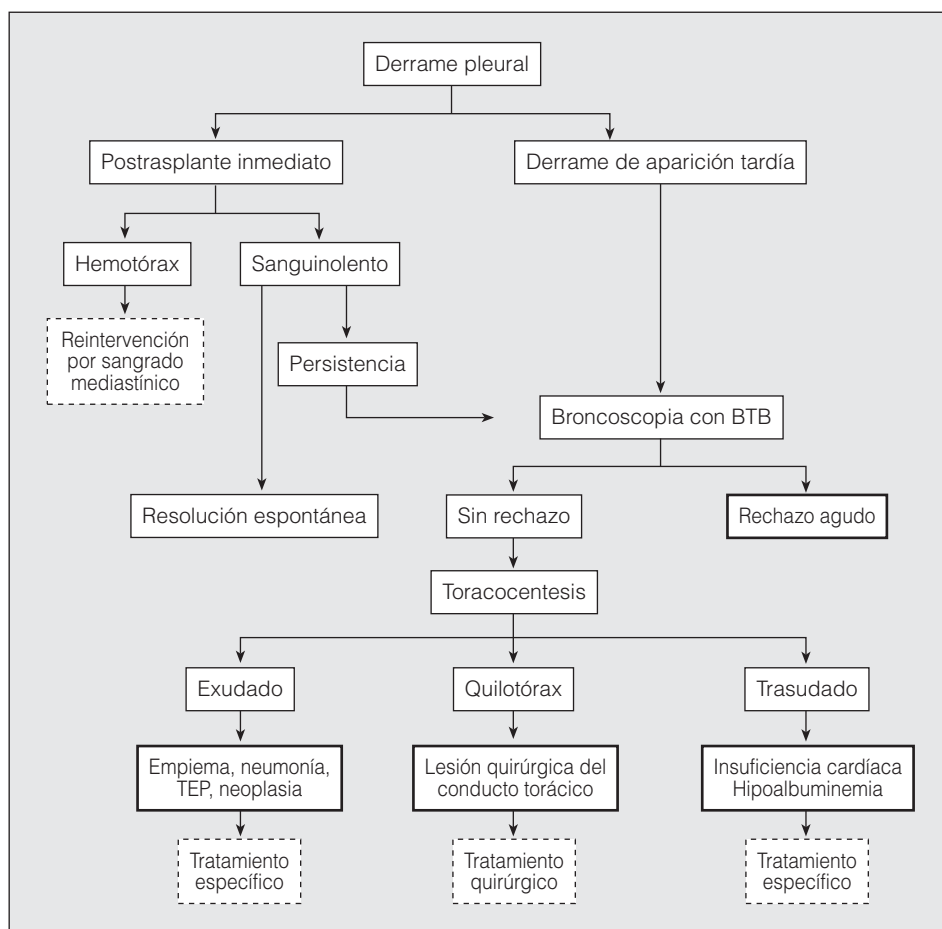 Derrame pleural
Postrasplante inmediato
Derrame de aparición tardía
Hemotórax
Sanguinolento
Reintervención
por sangrado
mediastínico
Persistencia
Broncoscopia con BTB
Resolución espontánea
Sin rechazo
Rechazo agudo
Toracocentesis
Exudado
Quilotórax
Trasudado
Empiema, neumonía,
TEP, neoplasia
Lesión quirúrgica del
conducto torácico
Insuficiencia cardíaca
Hipoalbuminemia
Tratamiento
específico
Tratamiento
quirúrgico
Tratamiento
específico